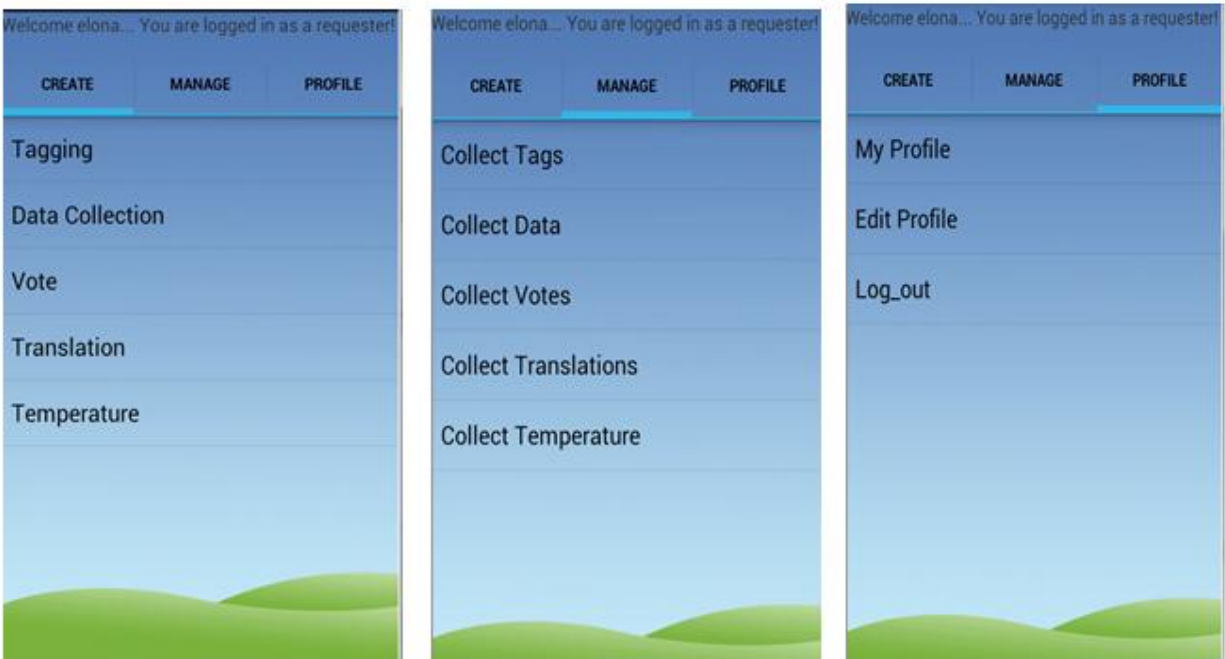 Welcome elona... You are logged in as a requester!
CREATE MANAGE PROFILE
Tagging
Data Collection
Vote
Translation
Temperature
Welcome elona... You are logged in as a requester!
CREATE MANAGE PROFILE
Collect Tags
Collect Data
Collect Votes
Collect Translations
Collect Temperature
Welcome elona... You are logged in as a requester!
CREATE MANAGE PROFILE
My Profile
Edit Profile
Log_out